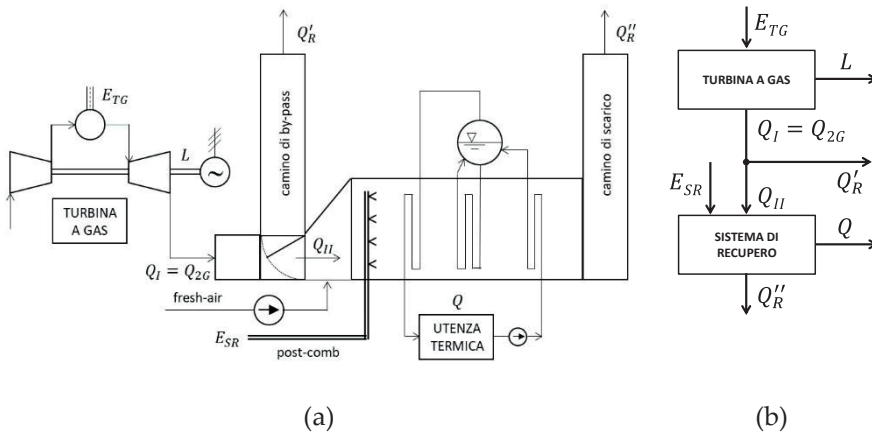 Q′_R
Q″_R
E_TG
camino di by-pass
camino di scarico
L
~
TURBINA
A GAS
Q_II
Q_I = Q_2G
fresh-air
E_SR
post-comb
Q
UTENZA
TERMICA
(a)
E_TG
TURBINA A GAS
L
Q_I = Q_2G
Q′_R
E_SR
Q_II
SISTEMA DI
RECUPERO
Q
Q″_R
(b)